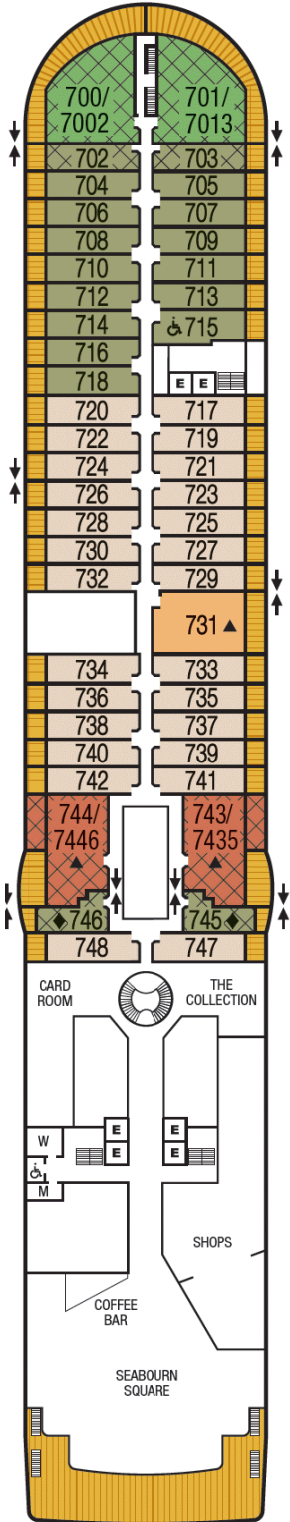 700/ 701/
7002 7013
702 703
704 705
706 707
708 709
710 711
712 713
714 715
716
718 E E
720 717
722 719
724 721
726 723
728 725
730 727
732 729
731
734 733
736 735
738 737
740 739
742 741
744/ 743/
7446 7435
746 745
748 747
CARD THE
ROOM COLLECTION
E E
W E E
M
SHOPS
COFFEE
BAR
SEABOURN
SQUARE